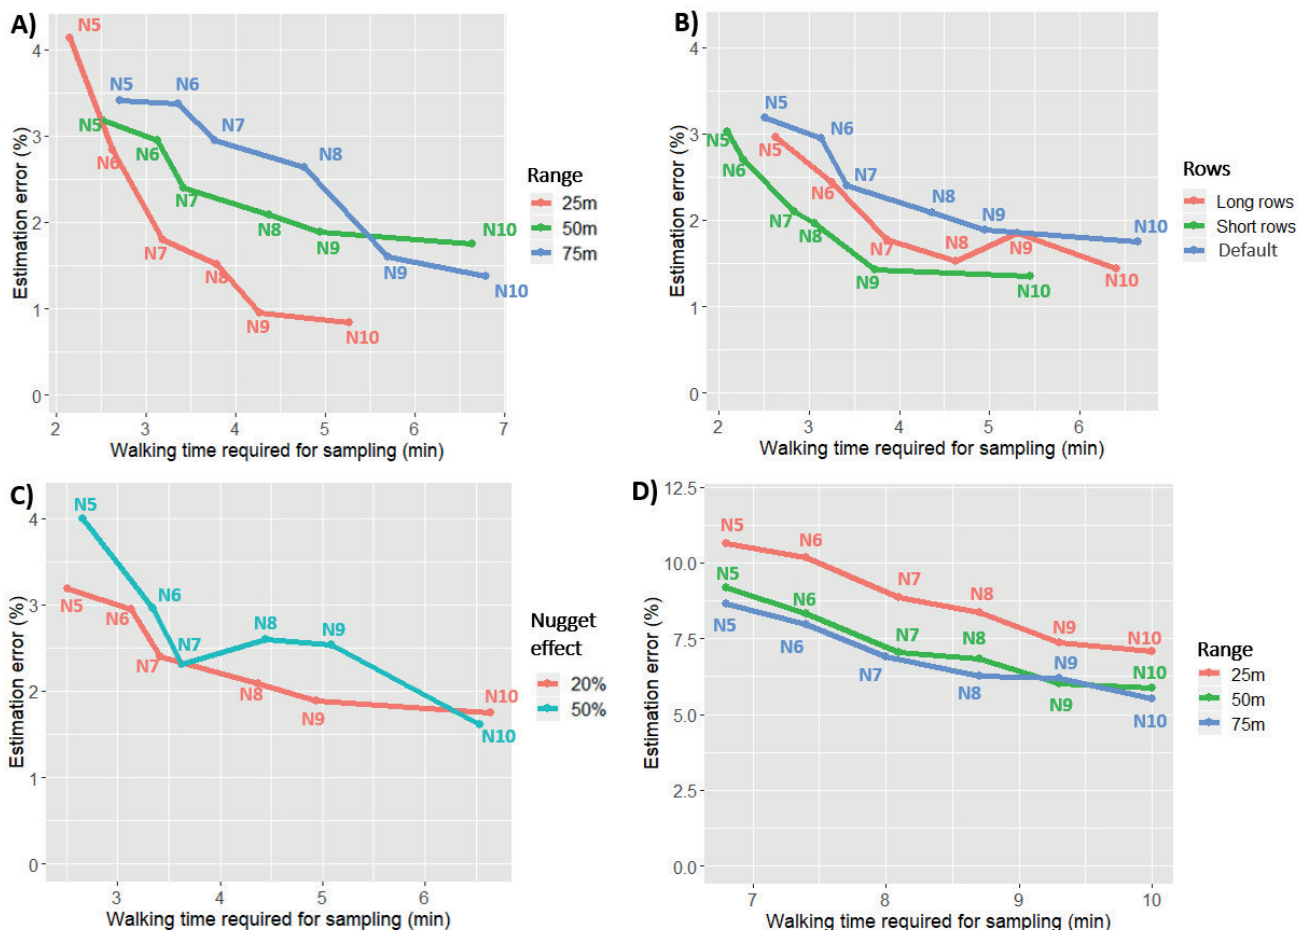 A)
N5
N5
N6
N5
N7
N6
N6
N8
N7
N7
N8
N8
N9
N10
N9
N9
N10
N10
4
3
2
1
0
2 3 4 5 6 7
Estimation error (%)
Walking time required for sampling (min)
Range
25m
50m
75m
B)
N5
N5
N6
N5
N6
N6
N7
N7
N8
N7
N8
N8
N9
N10
N9
N9
N10
N10
4
3
2
1
0
2 3 4 5 6
Estimation error (%)
Walking time required for sampling (min)
Rows
Long rows
Short rows
Default
C)
N5
N5
N6
N6
N7
N7
N8
N9
N8
N9
N10
N10
4
3
2
1
0
3 4 5 6
Estimation error (%)
Walking time required for sampling (min)
Nugget
effect
20%
50%
D)
N5
N6
N7
N8
N9
N10
N5
N6
N7
N8
N9
N10
N5
N6
N7
N8
N9
N10
12.5
10.0
7.5
5.0
2.5
0.0
7 8 9 10
Estimation error (%)
Walking time required for sampling (min)
Range
25m
50m
75m